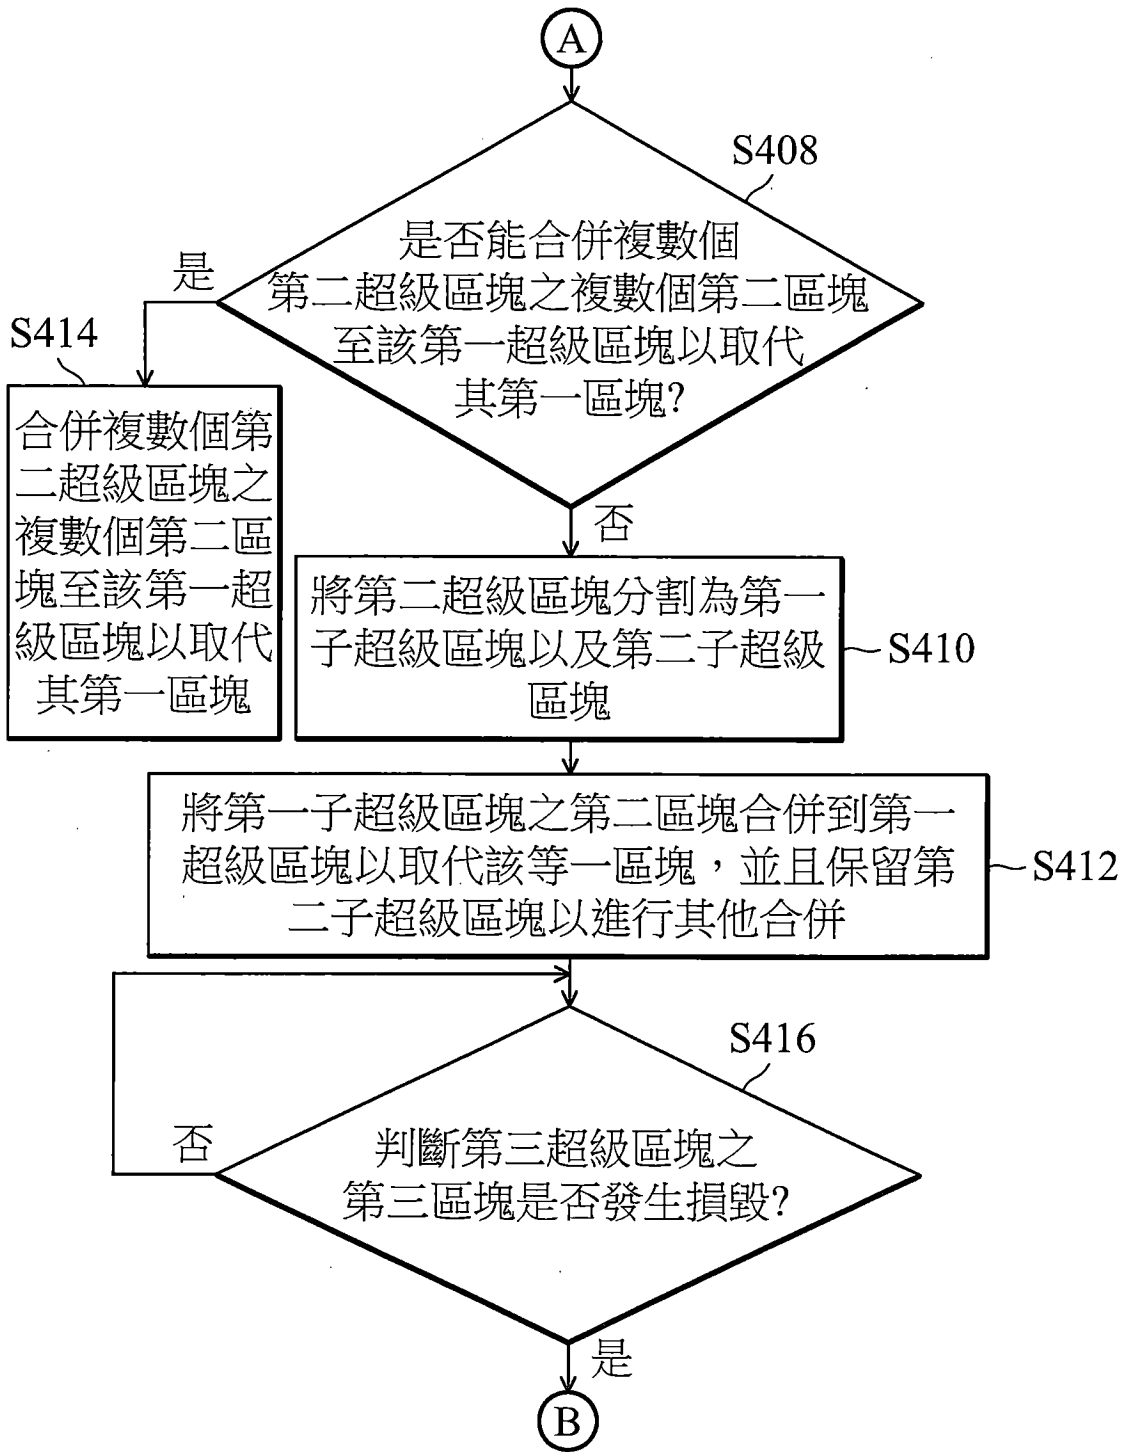 A
S408
是否能合併複數個
第二超級區塊之複數個第二區塊
至該第一超級區塊以取代
其第一區塊?
是
S414
合併複數個第
二超級區塊之
複數個第二區
塊至該第一超
級區塊以取代
其第一區塊
否
將第二超級區塊分割為第一
子超級區塊以及第二子超級
區塊
S410
將第一子超級區塊之第二區塊合併到第一
超級區塊以取代該等一區塊，並且保留第
二子超級區塊以進行其他合併
S412
S416
否
判斷第三超級區塊之
第三區塊是否發生損毀?
是
B